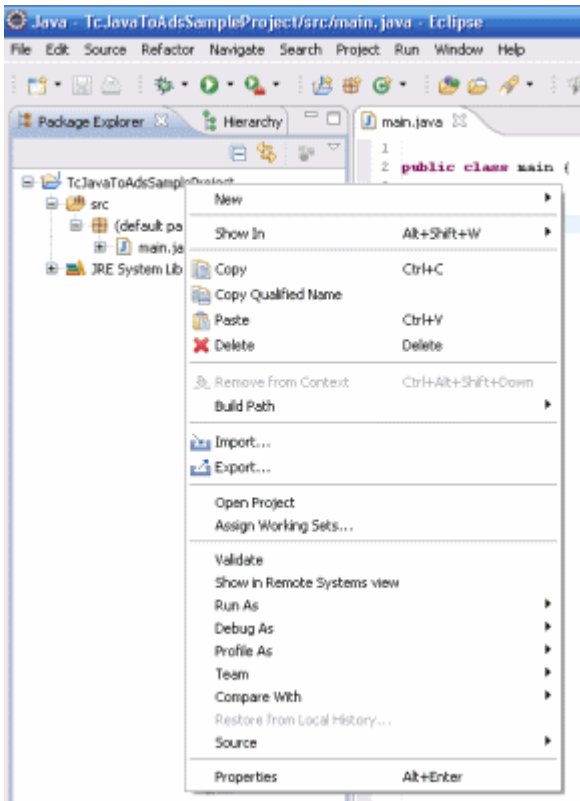 Java - TcJavaToAdsSampleProject/src/main.java - Eclipse
File Edit Source Refactor Navigate Search Project Run Window Help
Package Explorer Hierarchy main.java
1
2 public class main {
TcJavaToAdsSampleProject
src
(default pa
main.ja
JRE System Lib
New
Show In Alt+Shift+W
Copy Ctrl+C
Copy Qualified Name
Paste Ctrl+V
Delete Delete
Remove from Context Ctrl+Alt+Shift+Down
Build Path
Import...
Export...
Open Project
Assign Working Sets...
Validate
Show in Remote Systems view
Run As
Debug As
Profile As
Team
Compare With
Restore from Local History...
Source
Properties Alt+Enter